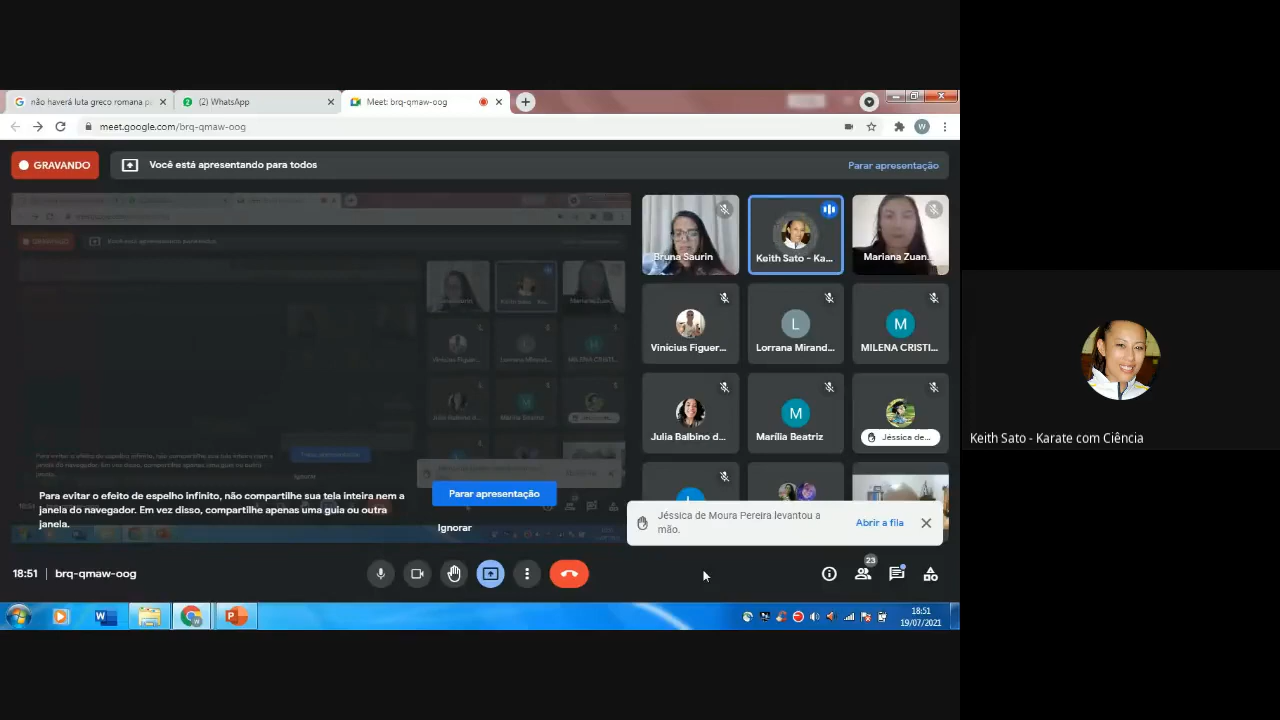 não haverá luta greco romana p
(2) WhatsApp
Meet: brq-qmaw-oog
meet.google.com/brq-qmaw-oog
W
GRAVANDO
Você está apresentando para todos
Parar apresentação
Bruna Saurin
Keith Sato - Ka...
Mariana Zuan...
Vinícius Figuer...
L
Lorrana Mirand...
M
MILENA CRISTI...
Julia Balbino d...
M
Marília Beatriz
Jéssica de...
Para evitar o efeito de espelho infinito, não compartilhe sua tela inteira nem a
janela do navegador. Em vez disso, compartilhe apenas uma guia ou outra
janela.
Parar apresentação
Ignorar
Jéssica de Moura Pereira levantou a
mão.
Abrir a fila
18:51
brq-qmaw-oog
23
18:51
19/07/2021
Keith Sato - Karate com Ciência